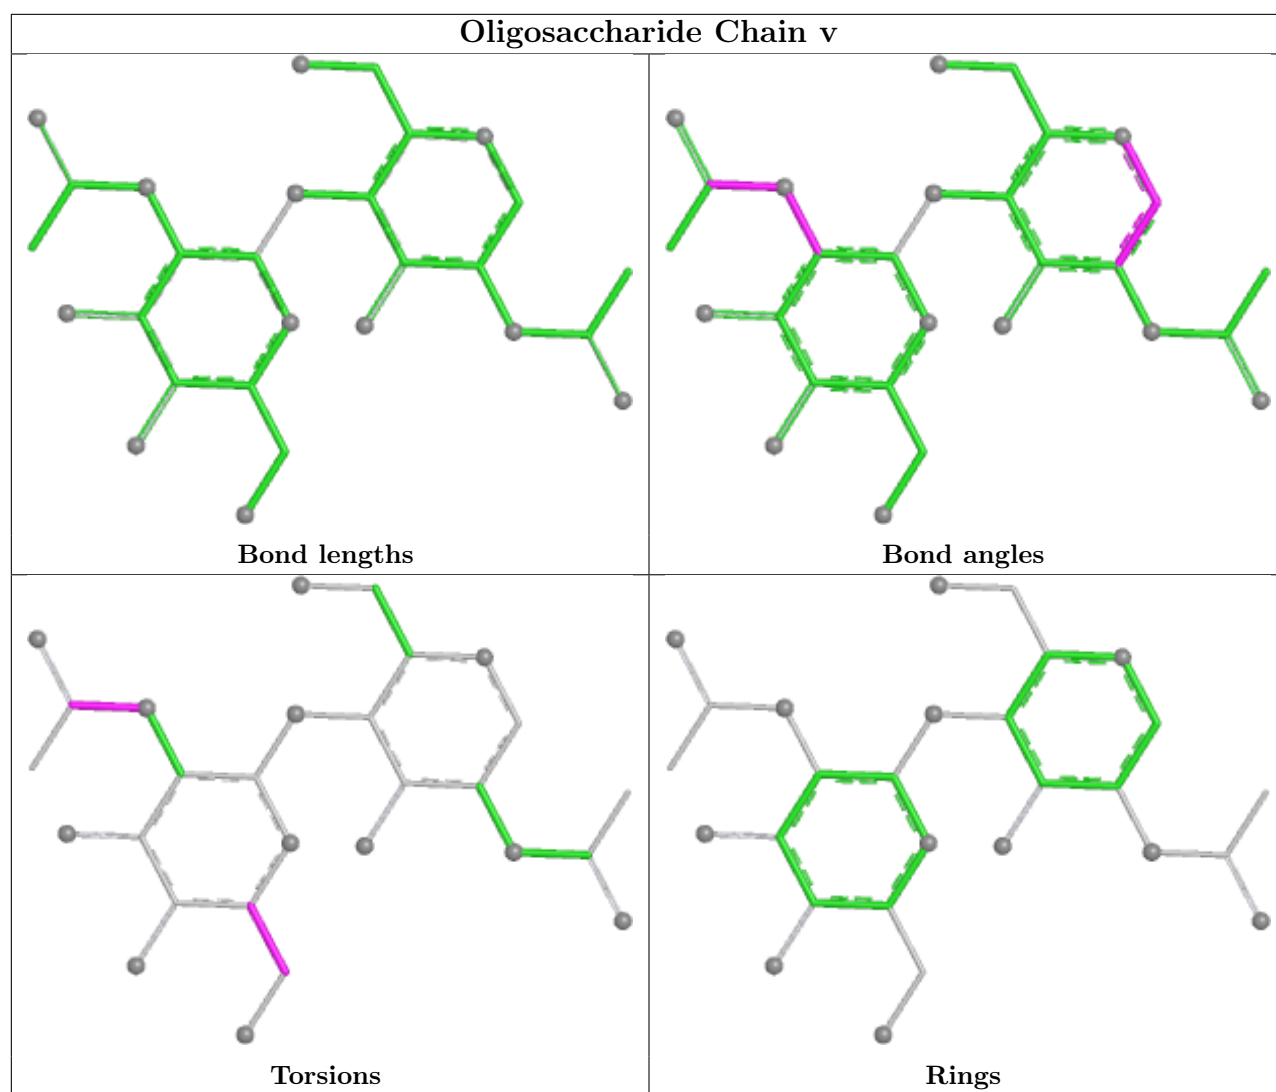 Oligosaccharide Chain v
Bond lengths
Bond angles
Torsions
Rings